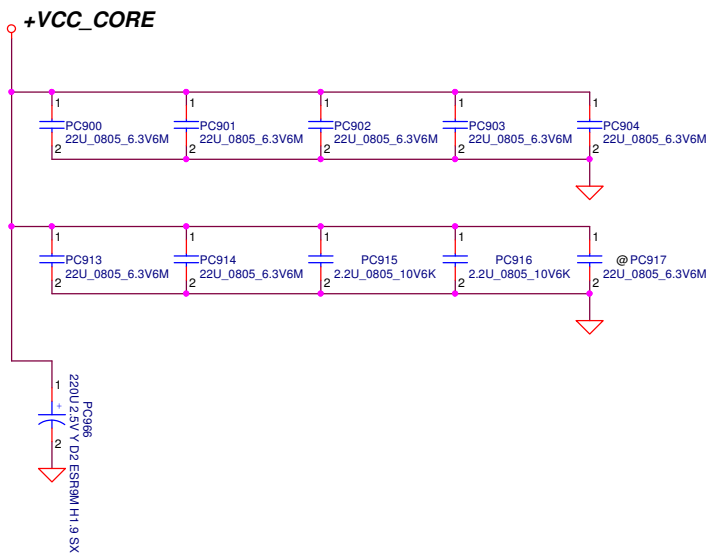 +VCC_CORE
1 1 1 1 1
PC900 PC901 PC902 PC903 PC904
22U_0805_6.3V6M 22U_0805_6.3V6M 22U_0805_6.3V6M 22U_0805_6.3V6M 22U_0805_6.3V6M
2 2 2 2 2
1 1 1 1 1
PC913 PC914 PC915 PC916 @PC917
22U_0805_6.3V6M 22U_0805_6.3V6M 2.2U_0805_10V6K 2.2U_0805_10V6K 22U_0805_6.3V6M
2 2 2 2 2
1
+
2
PC966
220U 2.5V Y D2 ESR9M H1.9 SX